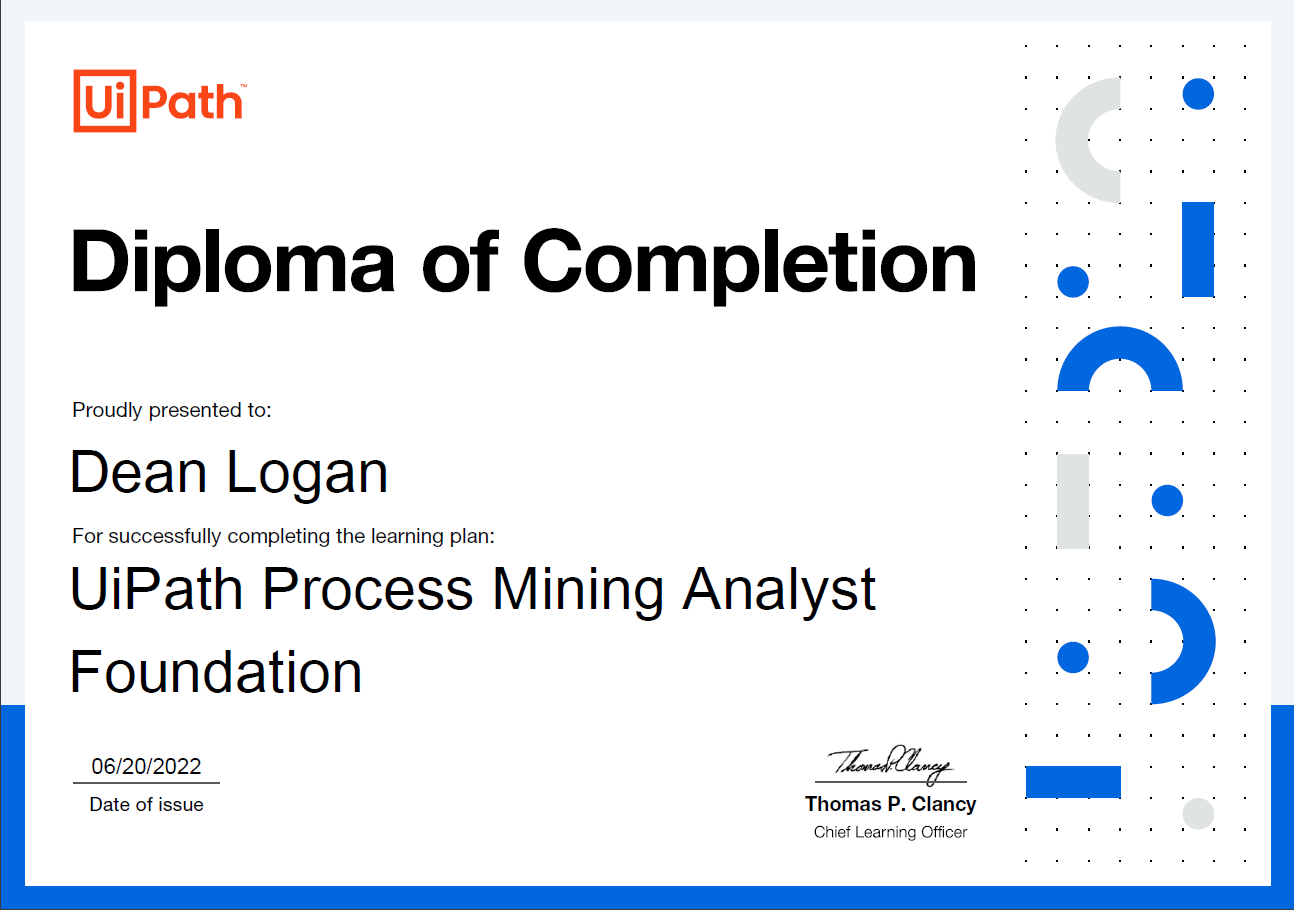 UiPath™
Diploma of Completion
Proudly presented to:
Dean Logan
For successfully completing the learning plan:
UiPath Process Mining Analyst
Foundation
06/20/2022
Date of issue
Thomas P. Clancy
Thomas P. Clancy
Chief Learning Officer